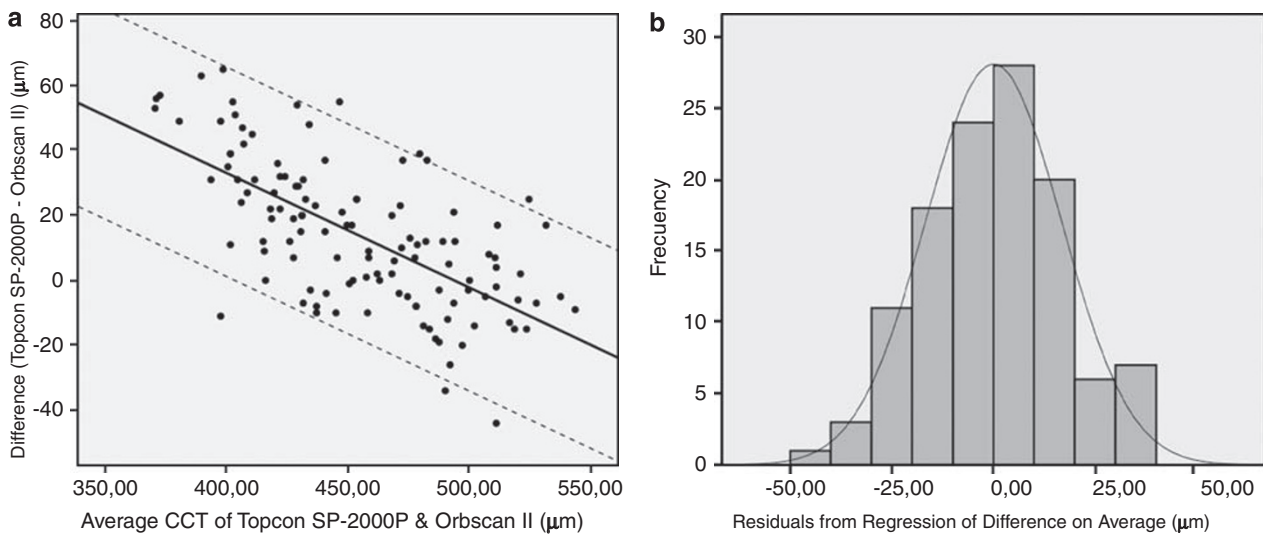 a
80
60
40
20
0
-20
-40
Difference (Topcon SP-2000P - Orbscan II) (μm)
350,00 400,00 450,00 500,00 550,00
Average CCT of Topcon SP-2000P & Orbscan II (μm)
b
30
25
20
15
10
5
0
Frecuency
-50,00 -25,00 0,00 25,00 50,00
Residuals from Regression of Difference on Average (μm)